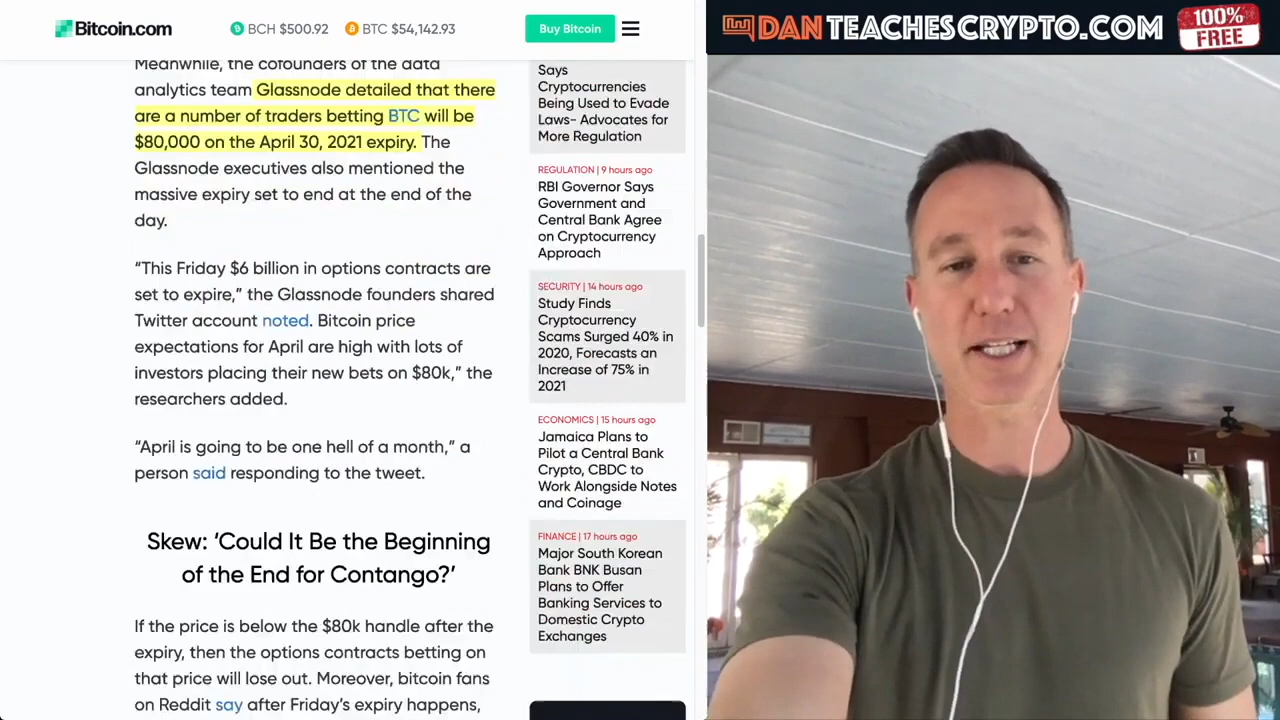 Bitcoin.com
BCH $500.92
BTC $54,142.93
Buy Bitcoin
Meanwhile, the cofounders of the data
analytics team Glassnode detailed that there
are a number of traders betting BTC will be
$80,000 on the April 30, 2021 expiry. The
Glassnode executives also mentioned the
massive expiry set to end at the end of the
day.
“This Friday $6 billion in options contracts are
set to expire,” the Glassnode founders shared
Twitter account noted. Bitcoin price
expectations for April are high with lots of
investors placing their new bets on $80k,” the
researchers added.
“April is going to be one hell of a month,” a
person said responding to the tweet.
Skew: ‘Could It Be the Beginning
of the End for Contango?’
If the price is below the $80k handle after the
expiry, then the options contracts betting on
that price will lose out. Moreover, bitcoin fans
on Reddit say after Friday’s expiry happens,
Says
Cryptocurrencies
Being Used to Evade
Laws- Advocates for
More Regulation
REGULATION | 9 hours ago
RBI Governor Says
Government and
Central Bank Agree
on Cryptocurrency
Approach
SECURITY | 14 hours ago
Study Finds
Cryptocurrency
Scams Surged 40% in
2020, Forecasts an
Increase of 75% in
2021
ECONOMICS | 15 hours ago
Jamaica Plans to
Pilot a Central Bank
Crypto, CBDC to
Work Alongside Notes
and Coinage
FINANCE | 17 hours ago
Major South Korean
Bank BNK Busan
Plans to Offer
Banking Services to
Domestic Crypto
Exchanges
DANTEACHESCRYPTO.COM
100%
FREE